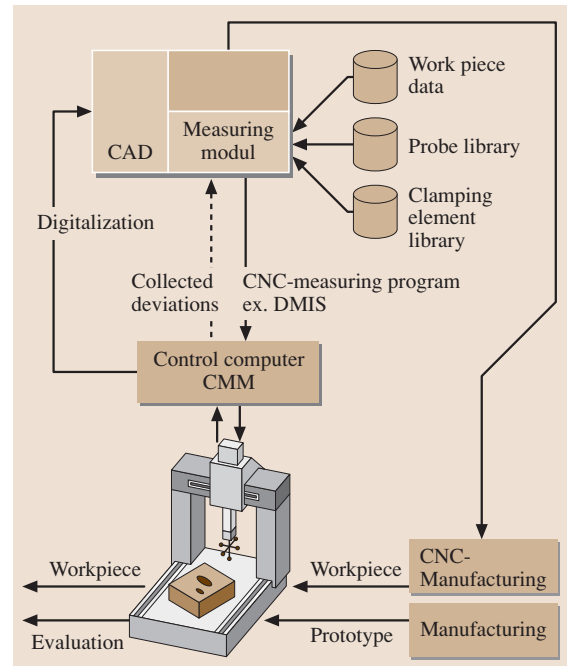 Work piece
data
Measuring
modul
CAD
Probe library
Clamping
element
library
Digitalization
Collected
deviations
CNC-measuring program
ex. DMIS
Control computer
CMM
Workpiece
Workpiece
CNC-
Manufacturing
Evaluation
Prototype
Manufacturing